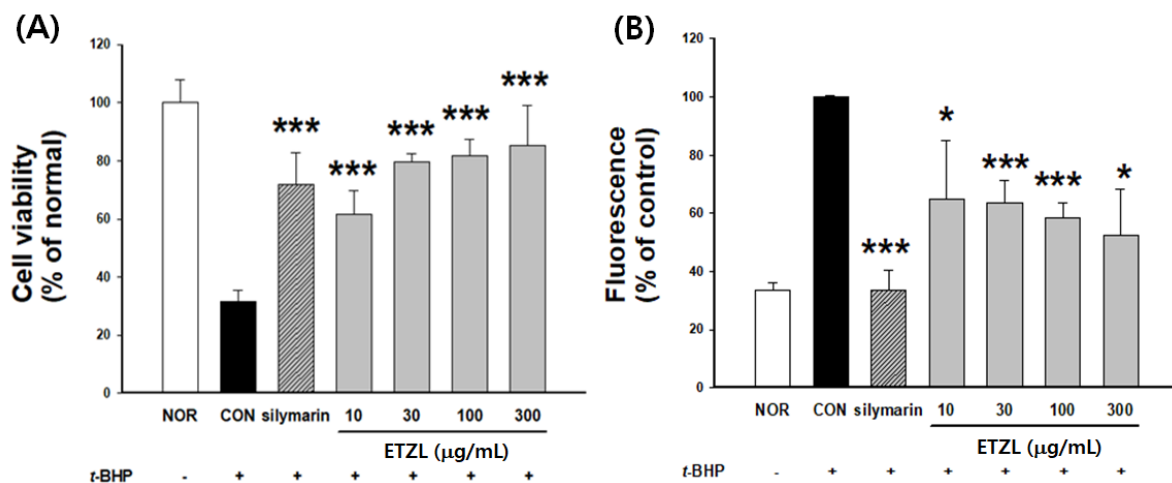 (A)
Cell viability
(% of normal)
120
100
80
60
40
20
0
***
***
***
***
***
NOR CON silymarin 10 30 100 300
ETZL (μg/mL)
t-BHP - + + + + + +
(B)
Fluorescence
(% of control)
120
100
80
60
40
20
0
***
*
***
***
*
NOR CON silymarin 10 30 100 300
ETZL (μg/mL)
t-BHP - + + + + + +